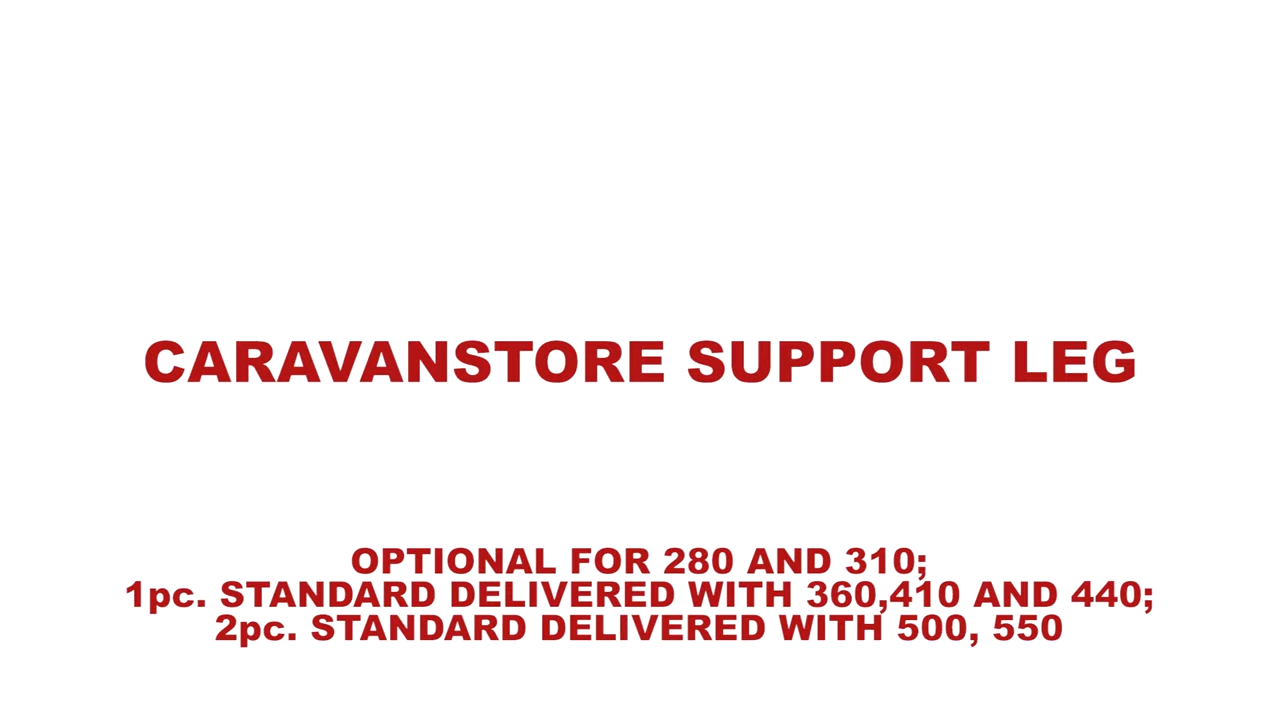 CARAVANSTORE SUPPORT LEG
OPTIONAL FOR 280 AND 310;
1pc. STANDARD DELIVERED WITH 360,410 AND 440;
2pc. STANDARD DELIVERED WITH 500, 550